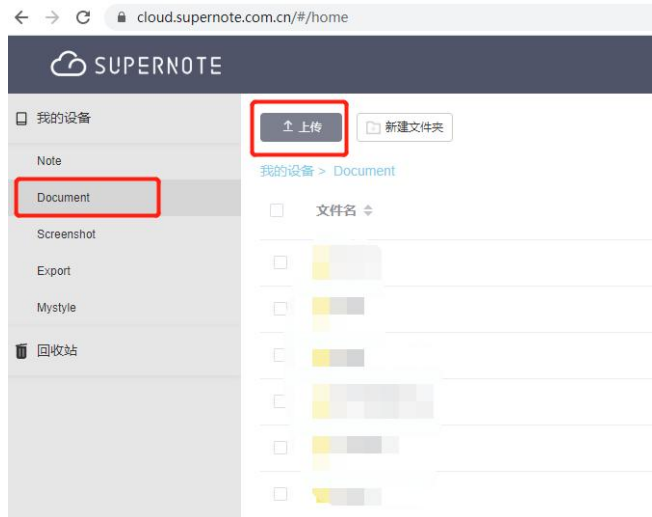 cloud.supernote.com.cn/#/home
SUPERNOTE
我的设备
Note
Document
Screenshot
Export
Mystyle
回收站
上传 新建文件夹
我的设备 > Document
文件名